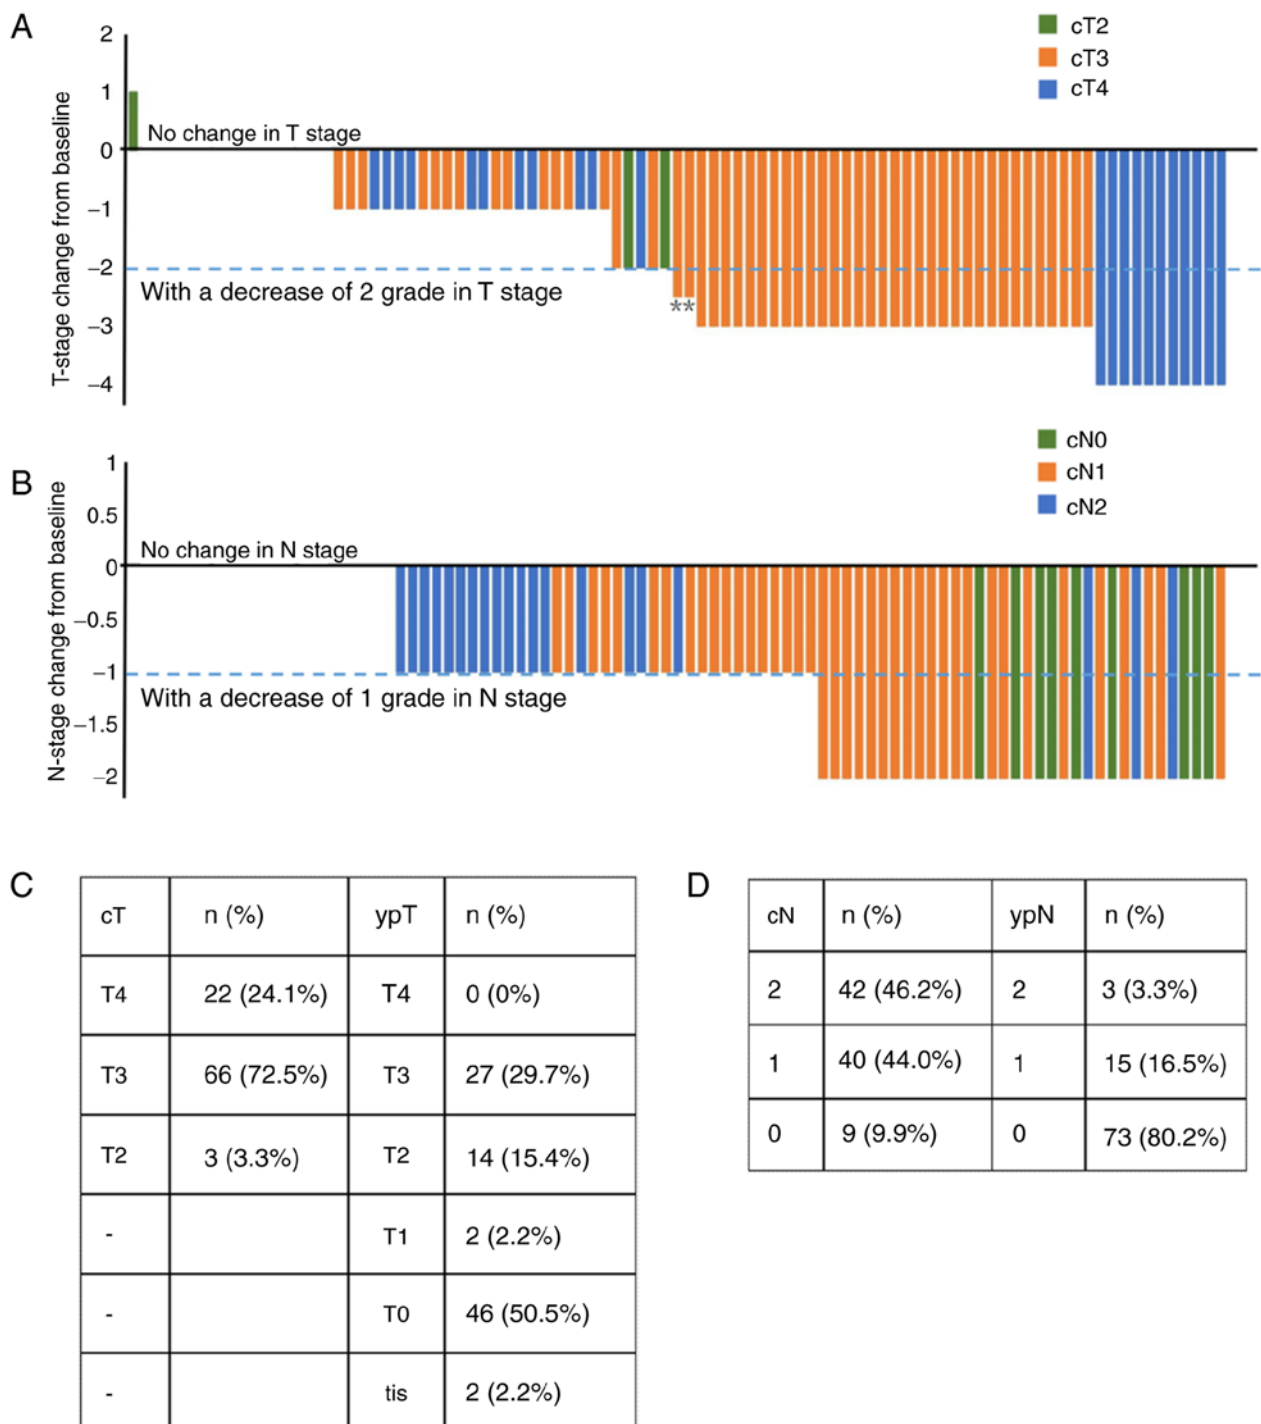 A
T-stage change from baseline
2
1
0
−1
−2
−3
−4
No change in T stage
With a decrease of 2 grade in T stage
**
cT2
cT3
cT4
B
N-stage change from baseline
1
0.5
0
−0.5
−1
−1.5
−2
No change in N stage
With a decrease of 1 grade in N stage
cN0
cN1
cN2
C
cT n (%) ypT n (%)
T4 22 (24.1%) T4 0 (0%)
T3 66 (72.5%) T3 27 (29.7%)
T2 3 (3.3%) T2 14 (15.4%)
- T1 2 (2.2%)
- T0 46 (50.5%)
- tis 2 (2.2%)
D
cN n (%) ypN n (%)
2 42 (46.2%) 2 3 (3.3%)
1 40 (44.0%) 1 15 (16.5%)
0 9 (9.9%) 0 73 (80.2%)